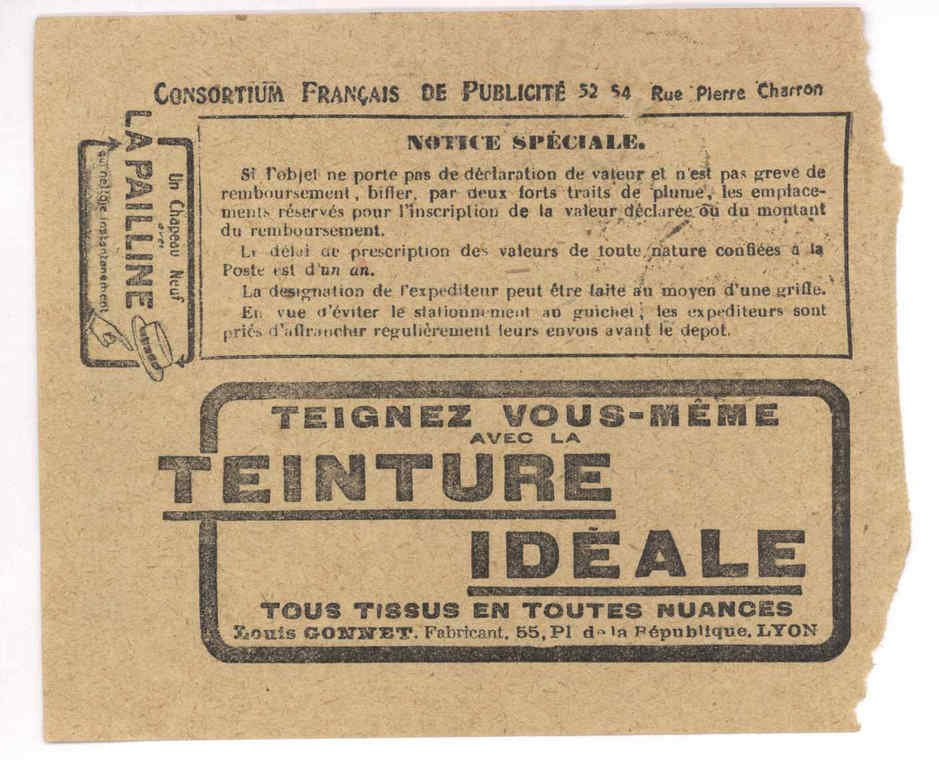 CONSORTIUM FRANÇAIS DE PUBLICITÉ 52 54 Rue Pierre Charron
Un Chapeau Neuf
avec
LA PAILLINE
qui nettoie instantanement
NOTICE SPÉCIALE.
Si l'objet ne porte pas de déclaration de valeur et n'est pas grevé de
remboursement, biffer, par deux forts traits de plume, les emplace-
ments réservés pour l'inscription de la valeur déclarée ou du montant
du remboursement.
Le délai de prescription des valeurs de toute nature confiées à la
Poste est d'un an.
La designation de l'expediteur peut être faite au moyen d'une griffe.
En vue d'éviter le stationnement au guichet, les expediteurs sont
priés d'affranchir regulièrement leurs envois avant le depot.
TEIGNEZ VOUS-MÊME
AVEC LA
TEINTURE
IDÉALE
TOUS TISSUS EN TOUTES NUANCES
Louis GONNET. Fabricant, 55, Pl de la République. LYON